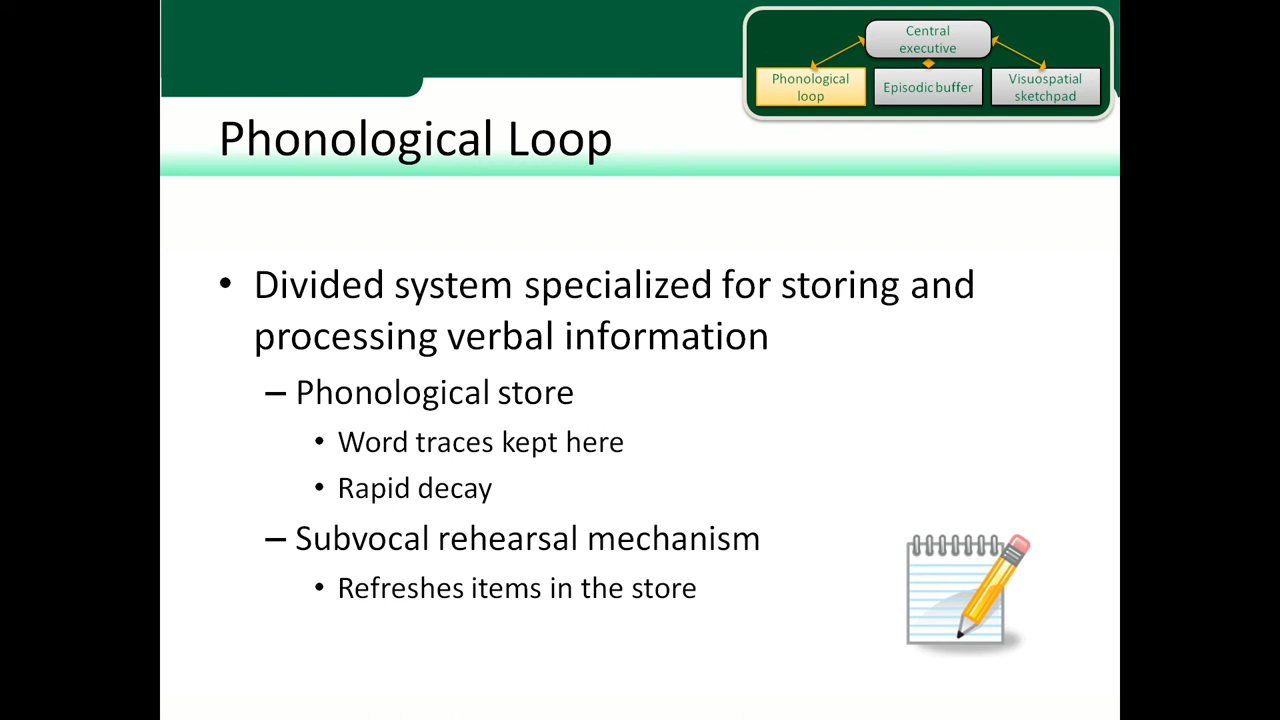 Central
executive
Phonological
loop
Episodic buffer
Visuospatial
sketchpad
Phonological Loop
• Divided system specialized for storing and
processing verbal information
– Phonological store
• Word traces kept here
• Rapid decay
– Subvocal rehearsal mechanism
• Refreshes items in the store